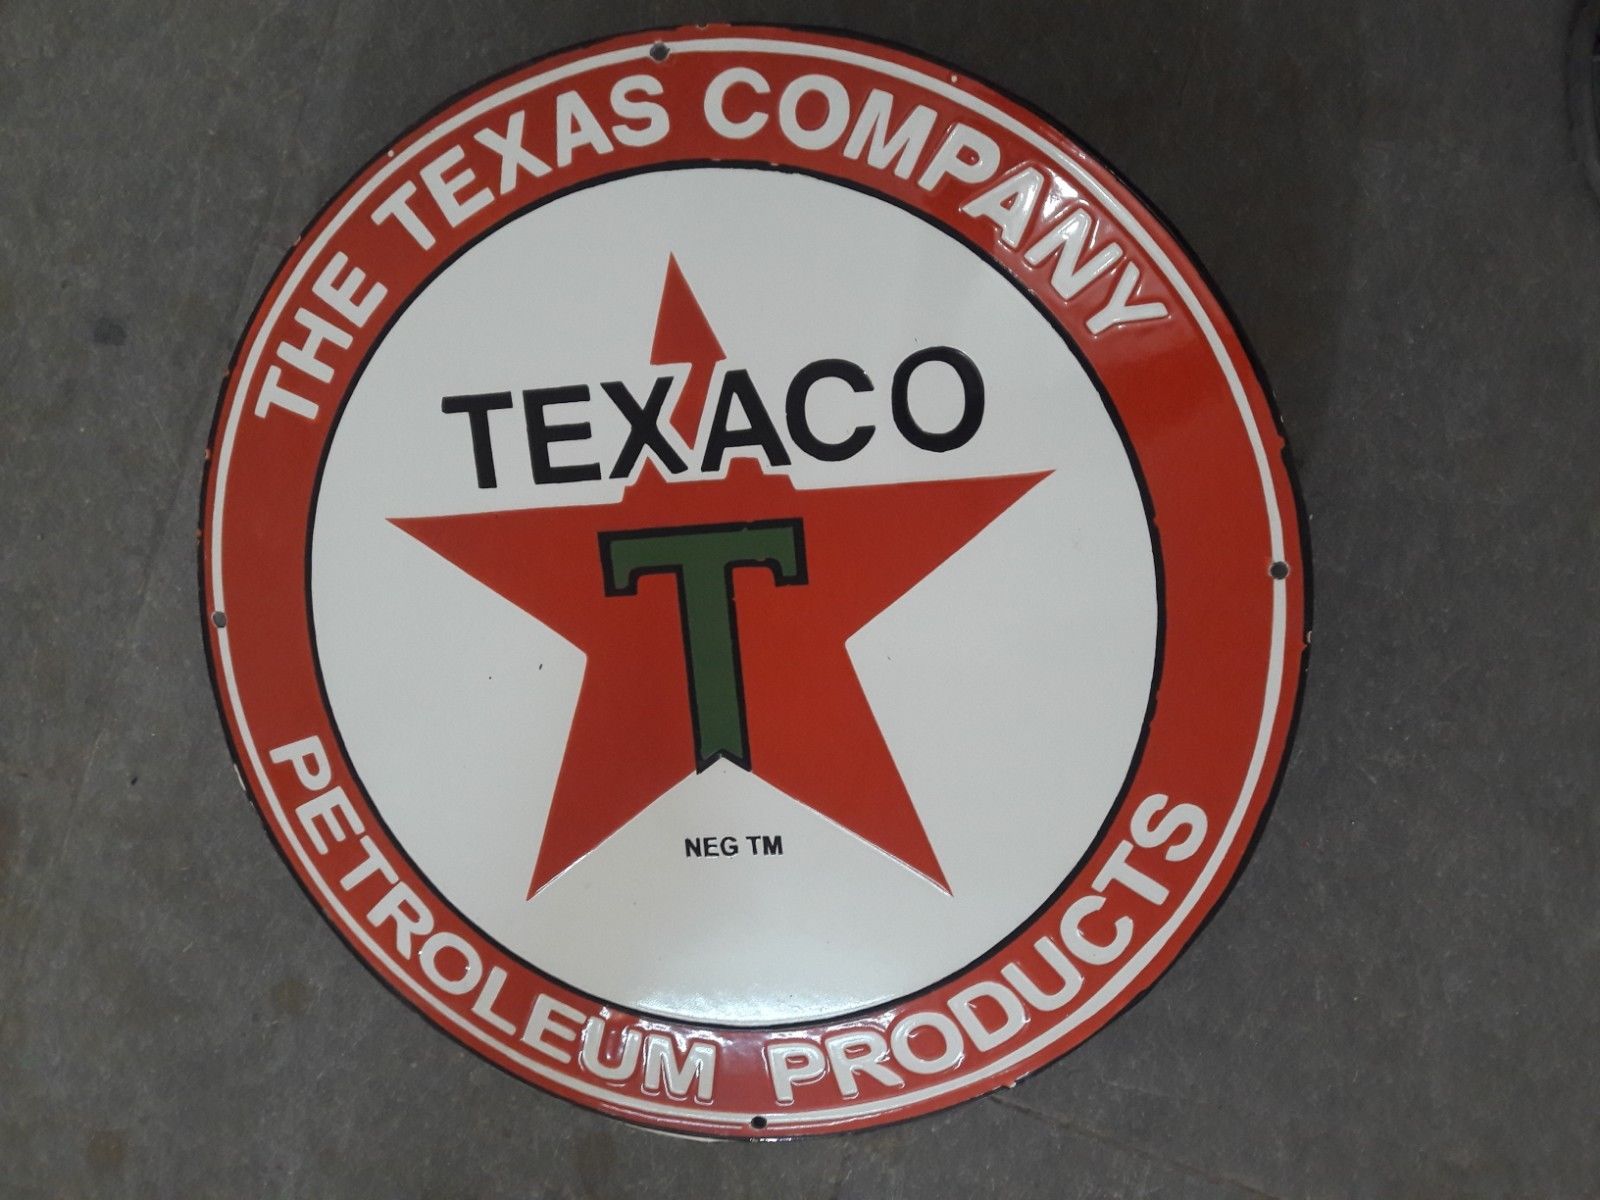 THE TEXAS COMPANY
TEXACO
T
NEG TM
PETROLEUM PRODUCTS